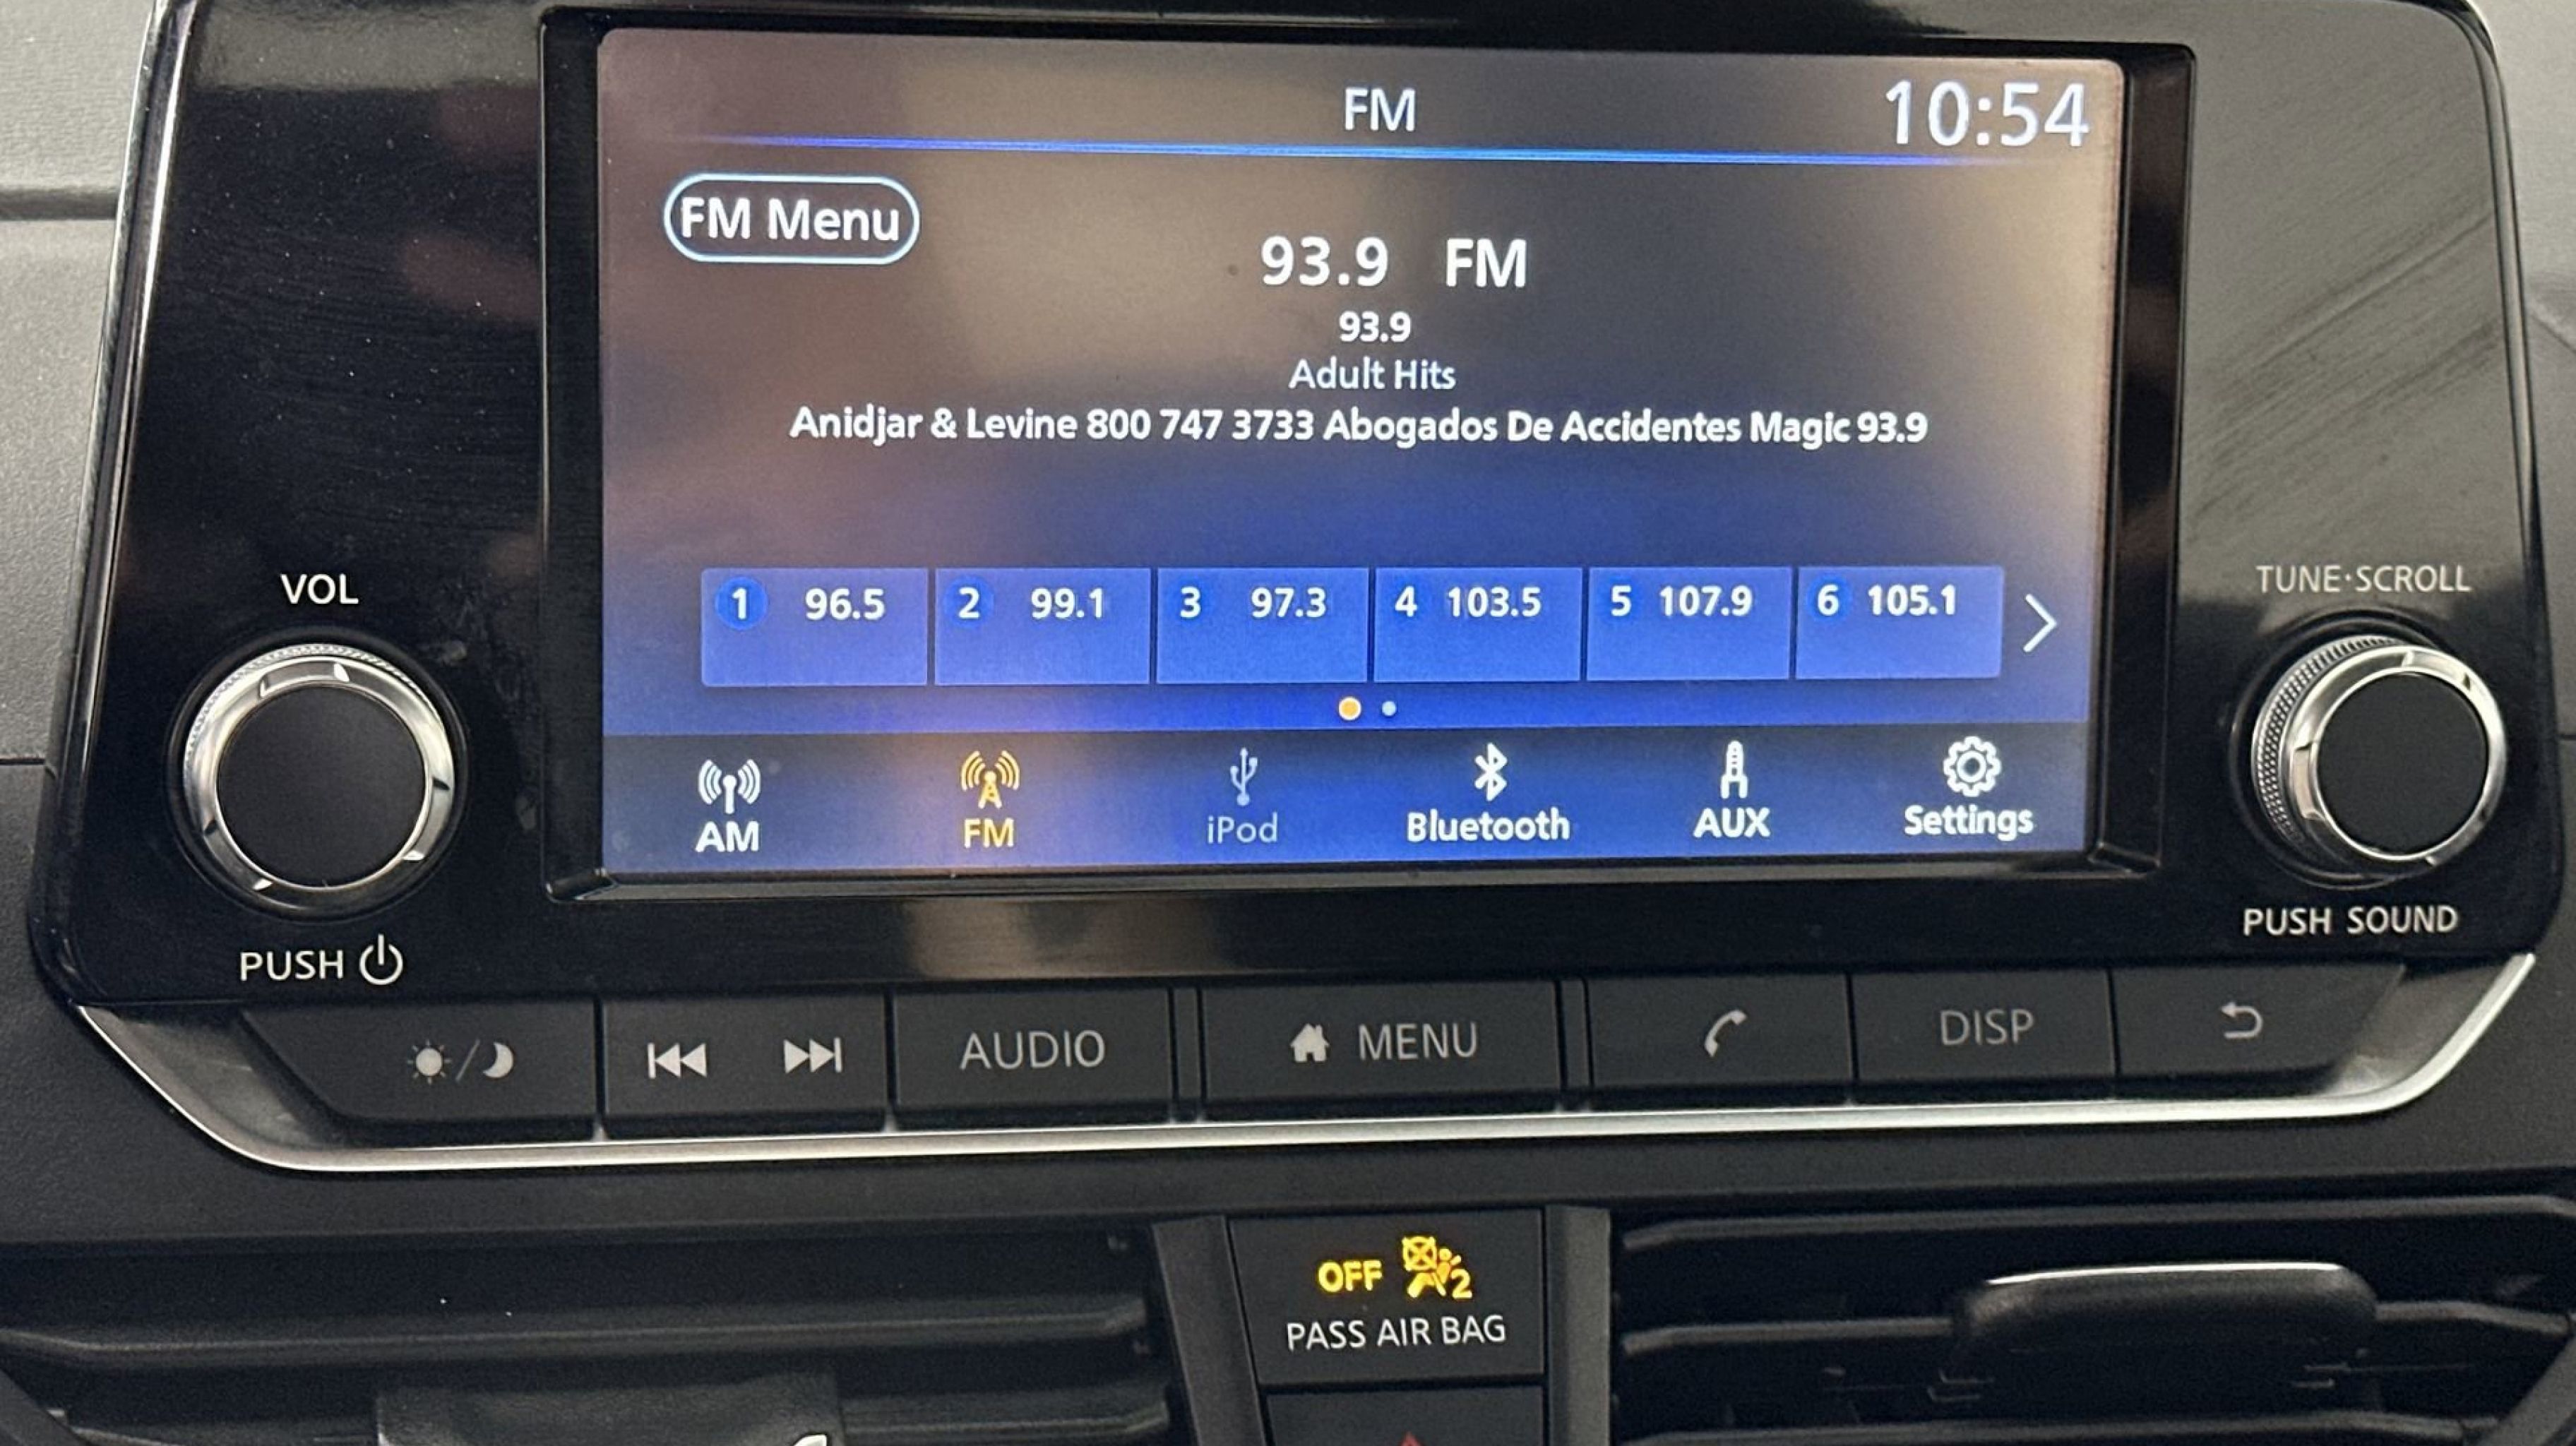 FM
10:54
FM Menu
93.9 FM
93.9
Adult Hits
Anidjar & Levine 800 747 3733 Abogados De Accidentes Magic 93.9
VOL
TUNE·SCROLL
1 96.5
2 99.1
3 97.3
4 103.5
5 107.9
6 105.1
AM
FM
iPod
Bluetooth
AUX
Settings
PUSH
PUSH SOUND
AUDIO
MENU
DISP
OFF 2
PASS AIR BAG